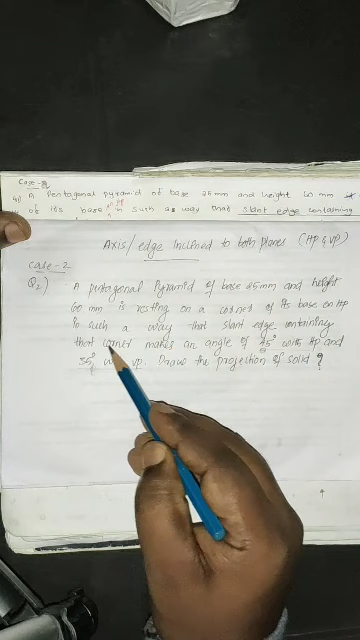 Case-
A Pentagonal pyramid of base 25mm and height 60 mm
of its base in such as way that slant edge containing
Axis/edge Inclined to both planes (HP & VP)
Case-2
Q2) A pentagonal pyramid of base 25mm and height
60 mm is resting on a corner of its base on HP
in such a way that slant edge containing
that corner makes an angle of 45° with Hp and
35° VP. Draw the projection of solid ?